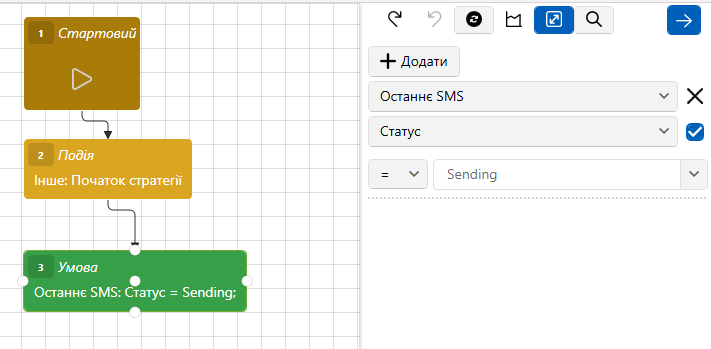 1 Стартовий
2 Подія
Інше: Початок стратегії
3 Умова
Останнє SMS: Статус = Sending;
Додати
Останнє SMS
Статус
= Sending